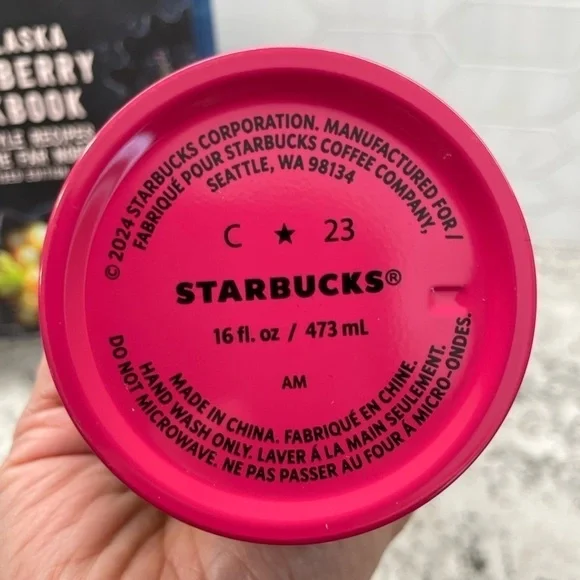 LASKA
BERRY
KBOOK
RECIPES
© 2024 STARBUCKS CORPORATION. MANUFACTURED FOR /
FABRIQUÉ POUR STARBUCKS COFFEE COMPANY,
SEATTLE, WA 98134
C ★ 23
STARBUCKS®
16 fl. oz / 473 mL
AM
MADE IN CHINA. FABRIQUÉ EN CHINE.
HAND WASH ONLY. LAVER Á LA MAIN SEULEMENT.
DO NOT MICROWAVE. NE PAS PASSER AU FOUR Á MICRO-ONDES.